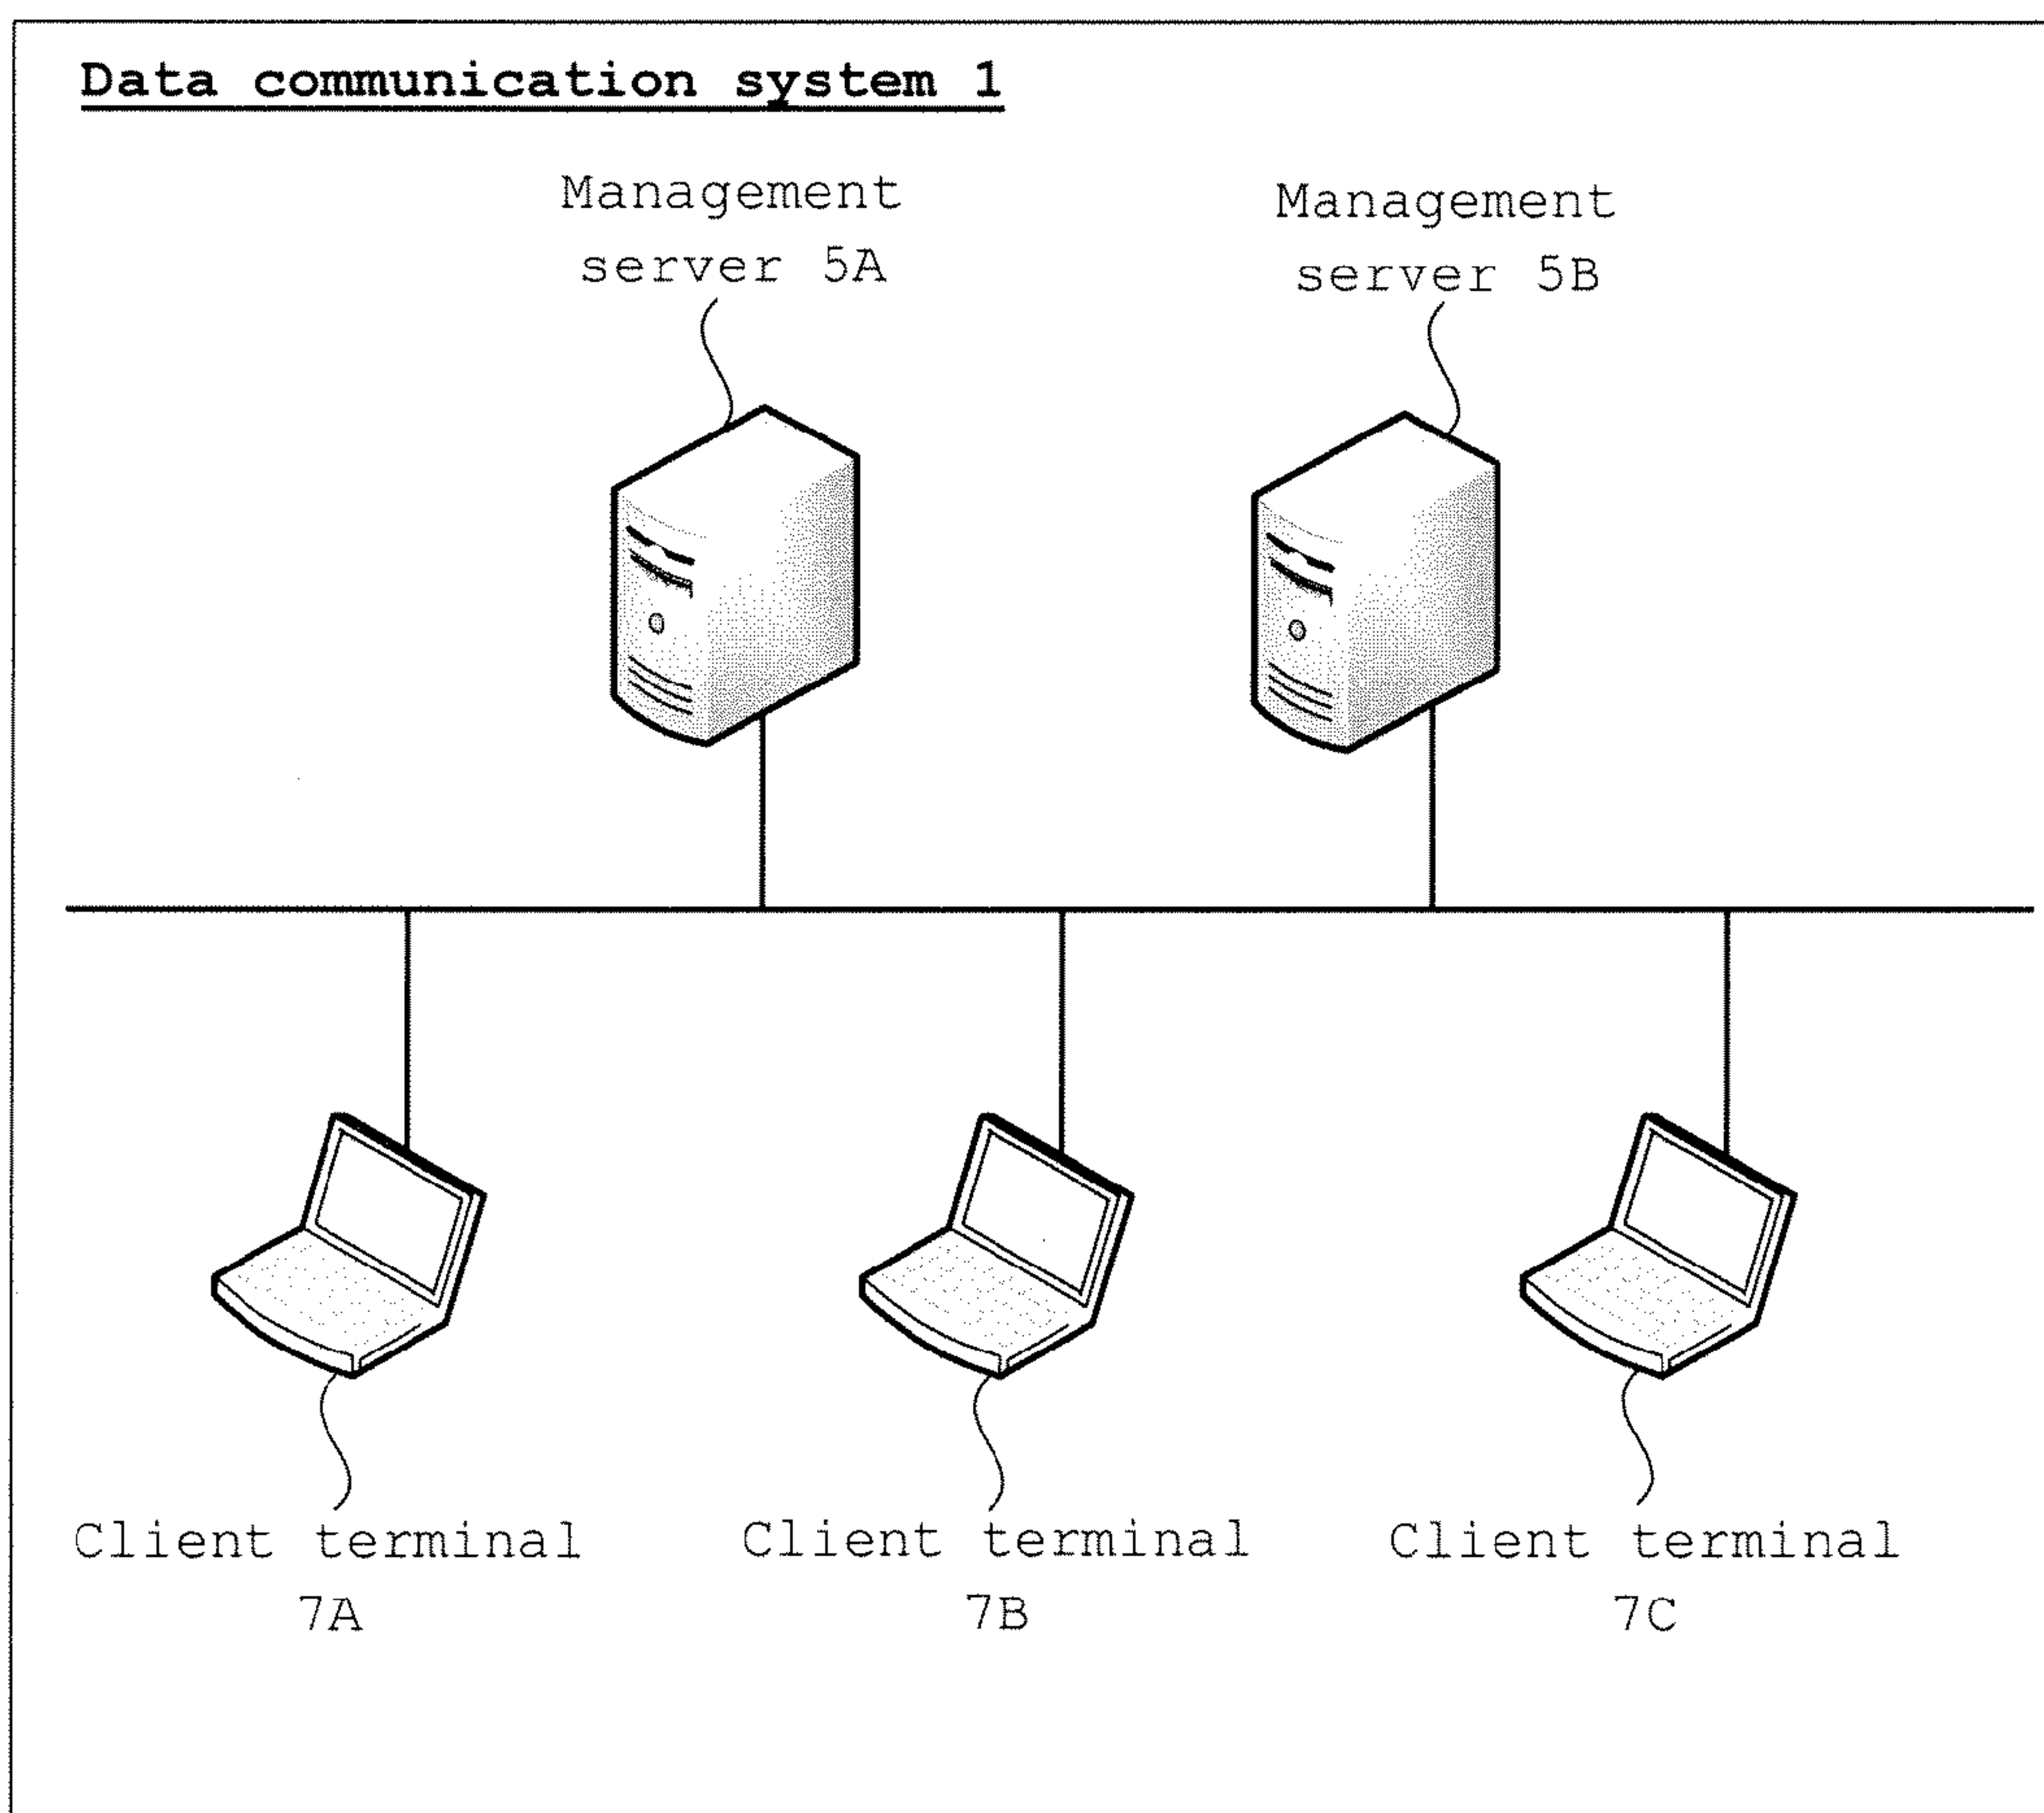 Data communication system 1
Management
server 5A
Management
server 5B
Client terminal
7A
Client terminal
7B
Client terminal
7C